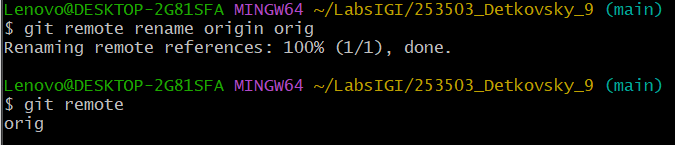 Lenovo@DESKTOP-2G81SFA MINGW64 ~/LabsIGI/253503_Detkovsky_9 (main)
$ git remote rename origin orig
Renaming remote references: 100% (1/1), done.
Lenovo@DESKTOP-2G81SFA MINGW64 ~/LabsIGI/253503_Detkovsky_9 (main)
$ git remote
orig